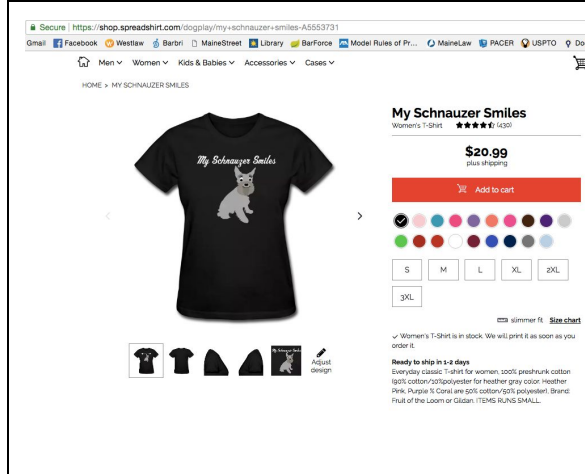 Secure | https://shop.spreadshirt.com/dogplay/my+schnauzer+smiles-A5553731
Gmail Facebook Westlaw Barbri MaineStreet Library BarForce Model Rules of Pr... MaineLaw PACER USPTO Do
Men Women Kids & Babies Accessories Cases
HOME > MY SCHNAUZER SMILES
My Schnauzer Smiles
Women's T-Shirt (430)
$20.99
plus shipping
Add to cart
My Schnauzer Smiles
S M L XL 2XL
3XL
slimmer fit Size chart
✓ Women's T-Shirt is in stock. We will print it as soon as you
order it.
Ready to ship in 1-2 days
Everyday classic T-shirt for women, 100% preshrunk cotton
(90% cotton/10%polyester for heather gray color. Heather
Pink, Purple % Coral are 50% cotton/50% polyester). Brand:
Fruit of the Loom or Gildan. ITEMS RUNS SMALL.
My Schnauzer Smiles
Adjust
design